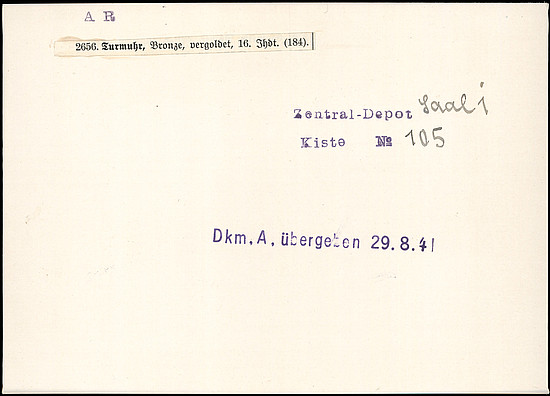 A R
2656. Turmuhr, Bronze, vergoldet, 16. Jhdt. (184).
Zentral-Depot Saal i
Kiste № 105
Dkm. A. übergeben 29.8.41